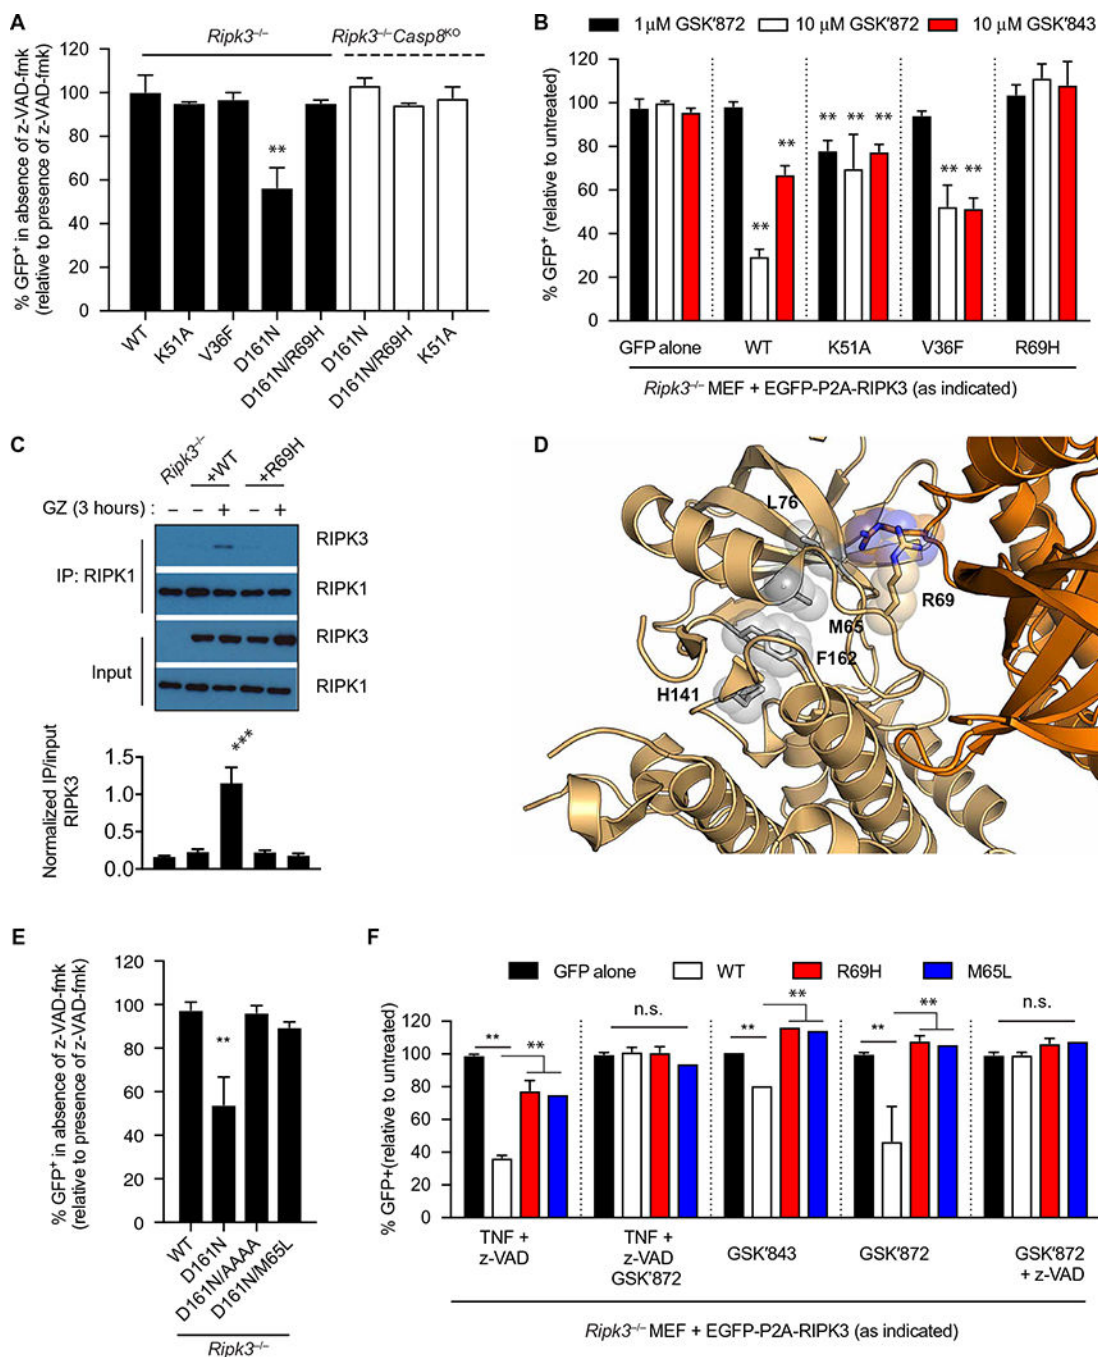 A
Ripk3–/–
Ripk3–/–Casp8KO
% GFP+ in absence of z-VAD-fmk
(relative to presence of z-VAD-fmk)
120
100
80
60
40
20
0
**
WT
K51A
V36F
D161N
D161N/R69H
D161N
D161N/R69H
K51A
B
1 µM GSK′872
10 µM GSK′872
10 µM GSK′843
% GFP+ (relative to untreated)
120
100
80
60
40
20
0
**
**
**
**
**
**
**
GFP alone
WT
K51A
V36F
R69H
Ripk3–/– MEF + EGFP-P2A-RIPK3 (as indicated)
C
Ripk3–/–
+WT
+R69H
GZ (3 hours) :
– – + – +
IP: RIPK1
RIPK3
RIPK1
Input
RIPK3
RIPK1
Normalized IP/input
RIPK3
1.5
1.0
0.5
0.0
***
D
L76
R69
M65
F162
H141
E
% GFP+ in absence of z-VAD-fmk
(relative to presence of z-VAD-fmk)
120
100
80
60
40
20
0
**
WT
D161N
D161N/AAAA
D161N/M65L
Ripk3–/–
F
GFP alone
WT
R69H
M65L
% GFP+(relative to untreated)
120
100
80
60
40
20
0
**
**
n.s.
**
**
**
**
n.s.
TNF +
z-VAD
TNF +
z-VAD
GSK′872
GSK′843
GSK′872
GSK′872
+ z-VAD
Ripk3–/– MEF + EGFP-P2A-RIPK3 (as indicated)